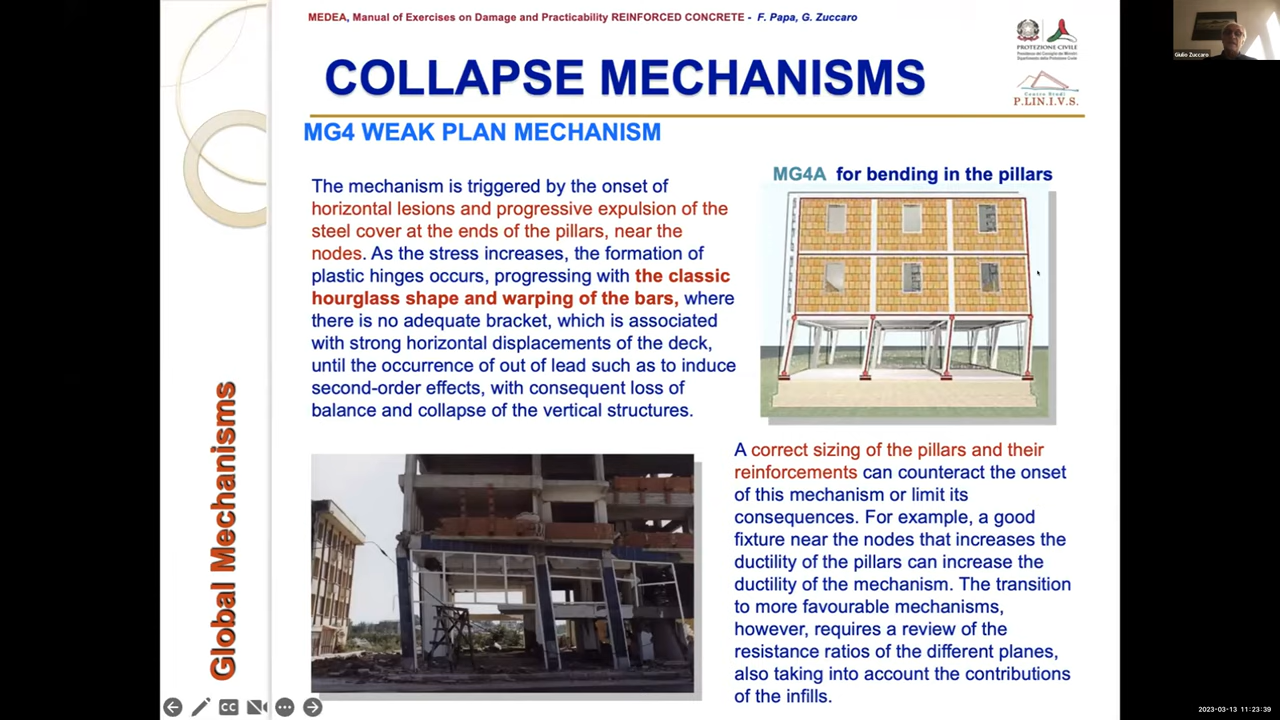 MEDEA, Manual of Exercises on Damage and Practicability REINFORCED CONCRETE - F. Papa, G. Zuccaro
PROTEZIONE CIVILE
Centro Studi
P.LIN.I.V.S.
Giulio Zuccaro
COLLAPSE MECHANISMS
MG4 WEAK PLAN MECHANISM
The mechanism is triggered by the onset of
horizontal lesions and progressive expulsion of the
steel cover at the ends of the pillars, near the
nodes. As the stress increases, the formation of
plastic hinges occurs, progressing with the classic
hourglass shape and warping of the bars, where
there is no adequate bracket, which is associated
with strong horizontal displacements of the deck,
until the occurrence of out of lead such as to induce
second-order effects, with consequent loss of
balance and collapse of the vertical structures.
MG4A for bending in the pillars
A correct sizing of the pillars and their
reinforcements can counteract the onset
of this mechanism or limit its
consequences. For example, a good
fixture near the nodes that increases the
ductility of the pillars can increase the
ductility of the mechanism. The transition
to more favourable mechanisms,
however, requires a review of the
resistance ratios of the different planes,
also taking into account the contributions
of the infills.
Global Mechanisms
CC
2023-03-13 11:23:39